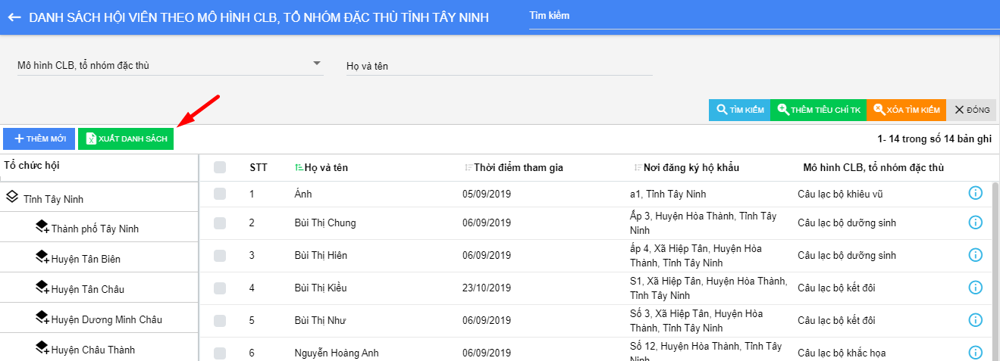 DANH SÁCH HỘI VIÊN THEO MÔ HÌNH CLB, TỔ NHÓM ĐẶC THÙ TỈNH TÂY NINH
Tìm kiếm
Mô hình CLB, tổ nhóm đặc thù
Họ và tên
TÌM KIẾM
THÊM TIÊU CHÍ TK
XÓA TÌM KIẾM
ĐÓNG
THÊM MỚI
XUẤT DANH SÁCH
1- 14 trong số 14 bản ghi
Tổ chức hội
Tỉnh Tây Ninh
Thành phố Tây Ninh
Huyện Tân Biên
Huyện Tân Châu
Huyện Dương Minh Châu
Huyện Châu Thành
STT Họ và tên Thời điểm tham gia Nơi đăng ký hộ khẩu Mô hình CLB, tổ nhóm đặc thù
1 Ánh 05/09/2019 a1, Tỉnh Tây Ninh Câu lạc bộ khiêu vũ
2 Bùi Thị Chung 06/09/2019 Ấp 3, Huyện Hòa Thành, Tỉnh Tây
Ninh Câu lạc bộ dưỡng sinh
3 Bùi Thị Hiên 06/09/2019 ấp 4, Xã Hiệp Tân, Huyện Hòa
Thành, Tỉnh Tây Ninh Câu lạc bộ dưỡng sinh
4 Bùi Thị Kiều 23/10/2019 S1, Xã Hiệp Tân, Huyện Hòa Thành,
Tỉnh Tây Ninh Câu lạc bộ kết đôi
5 Bùi Thị Như 06/09/2019 Số 3, Xã Hiệp Tân, Huyện Hòa
Thành, Tỉnh Tây Ninh Câu lạc bộ kết đôi
6 Nguyễn Hoàng Anh 06/09/2019 Số 12, Huyện Hòa Thành, Tỉnh Tây
Ninh Câu lạc bộ khắc họa